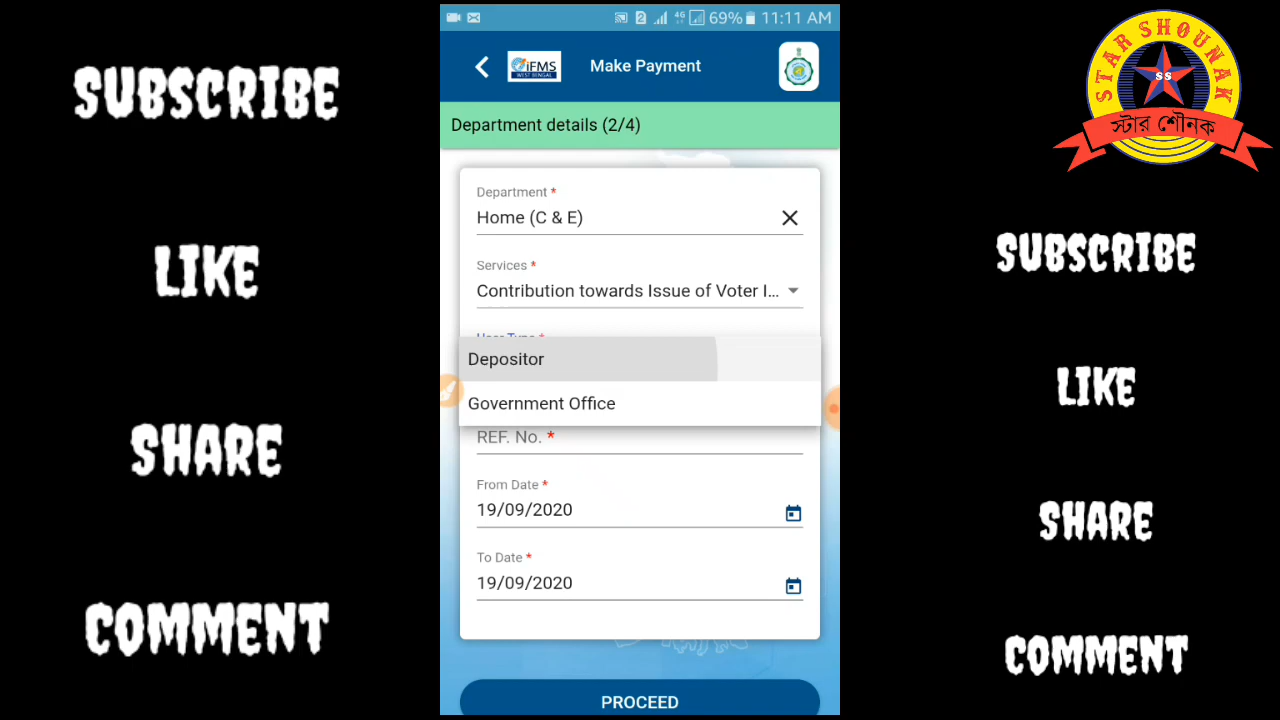 SUBSCRIBE
LIKE
SHARE
COMMENT
4G 69% 11:11 AM
iFMS
WEST BENGAL
Make Payment
Department details (2/4)
Department *
Home (C & E)
Services *
Contribution towards Issue of Voter I...
User Type *
Depositor
Government Office
REF. No. *
From Date *
19/09/2020
To Date *
19/09/2020
PROCEED
STAR SHOUNAK
SS
স্টার শৌনক
SUBSCRIBE
LIKE
SHARE
COMMENT